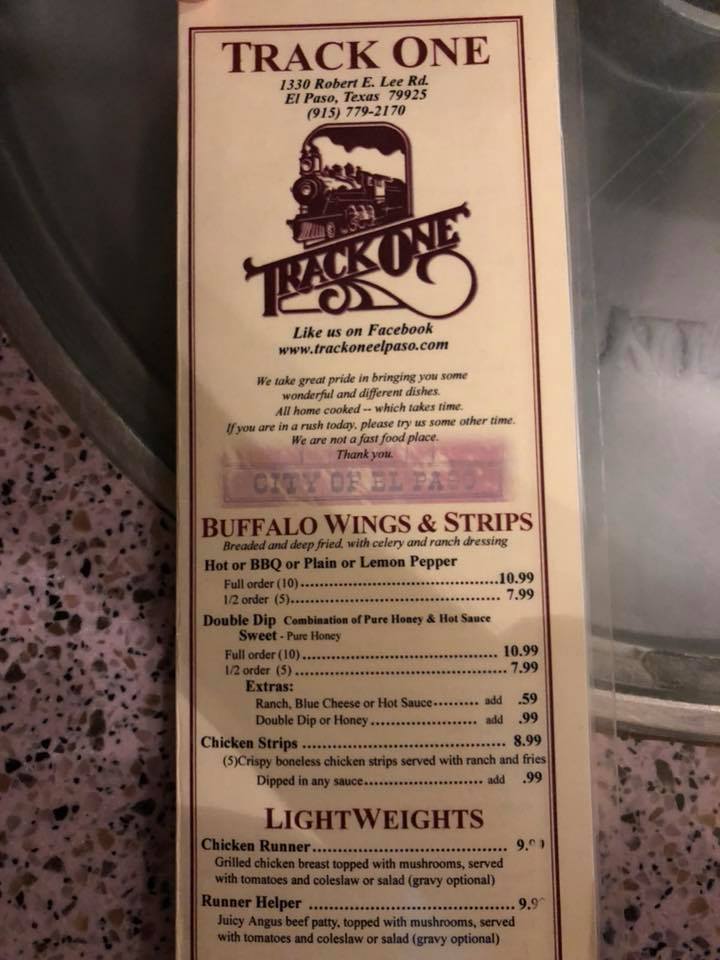 TRACK ONE
1330 Robert E. Lee Rd.
El Paso, Texas 79925
(915) 779-2170
TRACK ONE
Like us on Facebook
www.trackoneelpaso.com
We take great pride in bringing you some
wonderful and different dishes.
All home cooked -- which takes time.
If you are in a rush today, please try us some other time.
We are not a fast food place.
Thank you.
CITY OF EL PASO
BUFFALO WINGS & STRIPS
Breaded and deep fried, with celery and ranch dressing
Hot or BBQ or Plain or Lemon Pepper
Full order (10) 10.99
1/2 order (5) 7.99
Double Dip Combination of Pure Honey & Hot Sauce
Sweet - Pure Honey
Full order (10) 10.99
1/2 order (5) 7.99
Extras:
Ranch, Blue Cheese or Hot Sauce add .59
Double Dip or Honey add .99
Chicken Strips 8.99
(5)Crispy boneless chicken strips served with ranch and fries
Dipped in any sauce add .99
LIGHTWEIGHTS
Chicken Runner
Grilled chicken breast topped with mushrooms, served
with tomatoes and coleslaw or salad (gravy optional)
Runner Helper
Juicy Angus beef patty, topped with mushrooms, served
with tomatoes and coleslaw or salad (gravy optional)